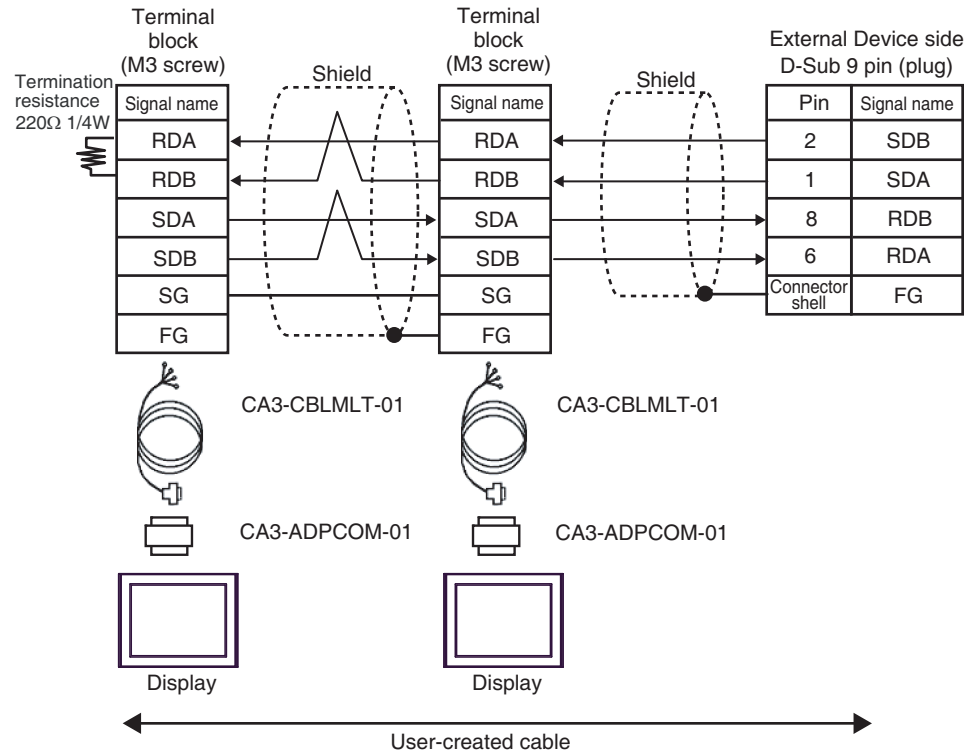 Terminal
block
(M3 screw)
Terminal
block
(M3 screw)
External Device side
D-Sub 9 pin (plug)
Termination
resistance
220Ω 1/4W
Shield
Shield
Signal name
Signal name
Pin
Signal name
RDA
RDA
2
SDB
RDB
RDB
1
SDA
SDA
SDA
8
RDB
SDB
SDB
6
RDA
SG
SG
Connector
shell
FG
FG
FG
CA3-CBLMLT-01
CA3-CBLMLT-01
CA3-ADPCOM-01
CA3-ADPCOM-01
Display
Display
User-created cable